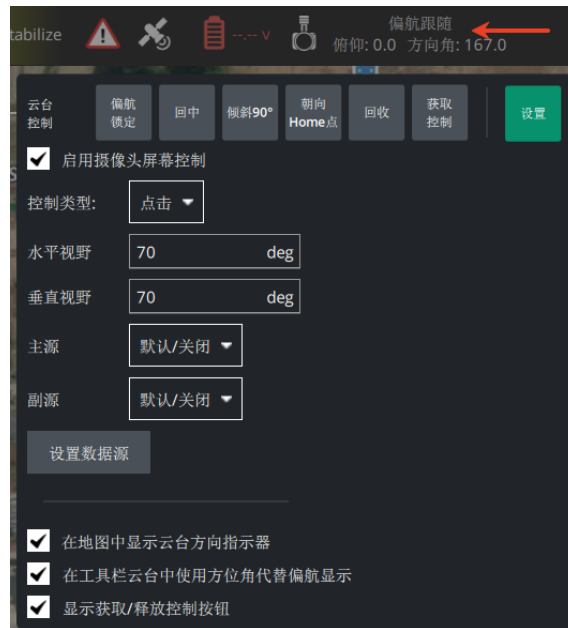 tabilize
--.-- V
偏航跟随
俯仰: 0.0 方向角: 167.0
云台
控制
偏航
锁定
回中
倾斜90°
朝向
Home点
回收
获取
控制
设置
启用摄像头屏幕控制
控制类型:
点击
水平视野
70 deg
垂直视野
70 deg
主源
默认/关闭
副源
默认/关闭
设置数据源
在地图中显示云台方向指示器
在工具栏云台中使用方位角代替偏航显示
显示获取/释放控制按钮